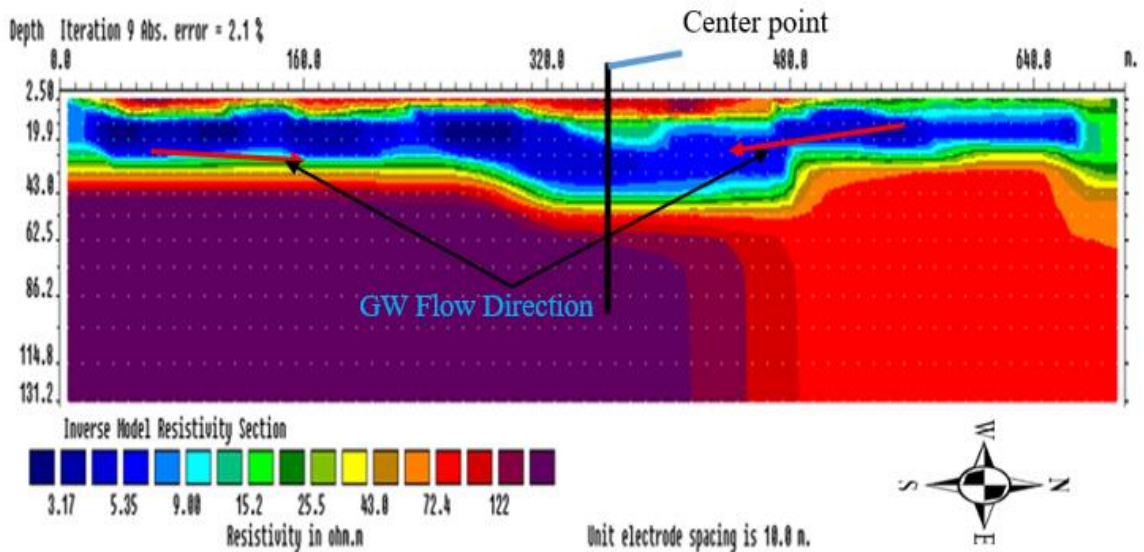 Center point
Depth Iteration 9 Abs. error = 2.1 %
0.0 160.0 320.0 480.0 640.0 m.
2.50
19.9
43.0
62.5
86.2
114.8
131.2
GW Flow Direction
Inverse Model Resistivity Section
3.17 5.35 9.00 15.2 25.5 43.0 72.4 122
Resistivity in ohm.m
Unit electrode spacing is 10.0 m.
W
S N
E